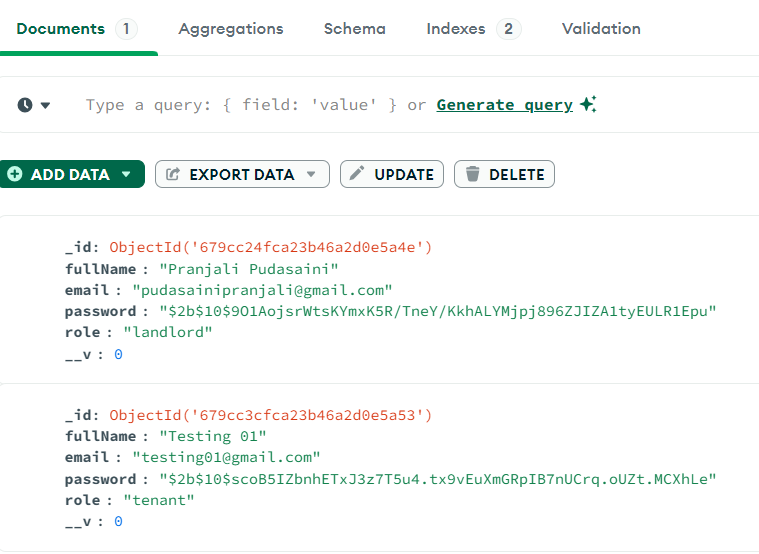 Documents 1 Aggregations Schema Indexes 2 Validation
Type a query: { field: 'value' } or Generate query
ADD DATA EXPORT DATA UPDATE DELETE
_id: ObjectId('679cc24fca23b46a2d0e5a4e')
fullName : "Pranjali Pudasaini"
email : "pudasainipranjali@gmail.com"
password : "$2b$10$9O1AojsrWtsKYmxK5R/TneY/KkhALYMjpj896ZJIZA1tyEULR1Epu"
role : "landlord"
__v : 0
_id: ObjectId('679cc3cfca23b46a2d0e5a53')
fullName : "Testing 01"
email : "testing01@gmail.com"
password : "$2b$10$scoB5IZbnhETxJ3z7T5u4.tx9vEuXmGRpIB7nUCrq.oUZt.MCXhLe"
role : "tenant"
__v : 0